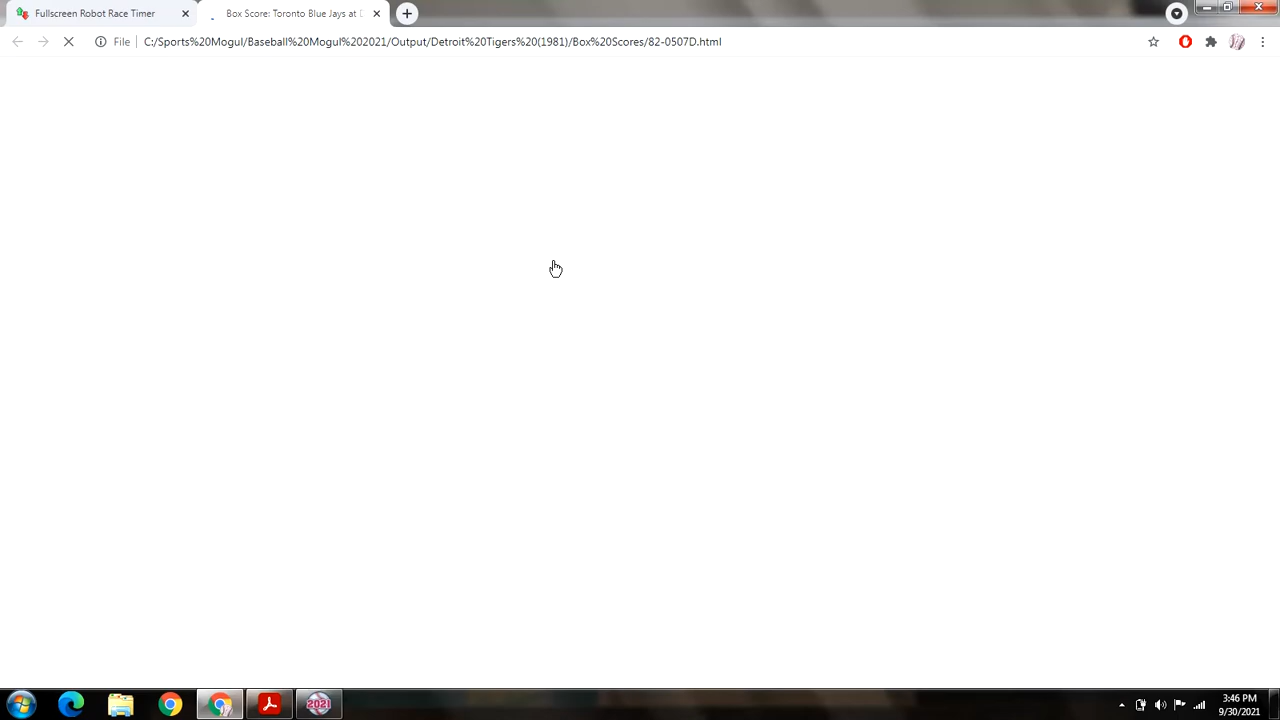 Fullscreen Robot Race Timer
Box Score: Toronto Blue Jays at D
File
C:/Sports%20Mogul/Baseball%20Mogul%202021/Output/Detroit%20Tigers%20(1981)/Box%20Scores/82-0507D.html
2021
3:46 PM
9/30/2021